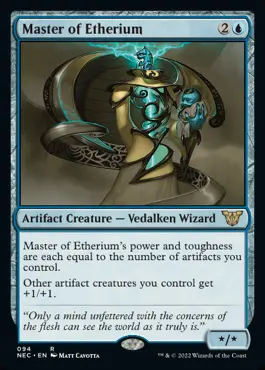 Master of Etherium 2
Artifact Creature — Vedalken Wizard
Master of Etherium's power and toughness
are each equal to the number of artifacts you
control.
Other artifact creatures you control get
+1/+1.
"Only a mind unfettered with the concerns of
the flesh can see the world as it truly is."
*/*
094 R
NEC • EN MATT CAVOTTA
™ & © 2022 Wizards of the Coast